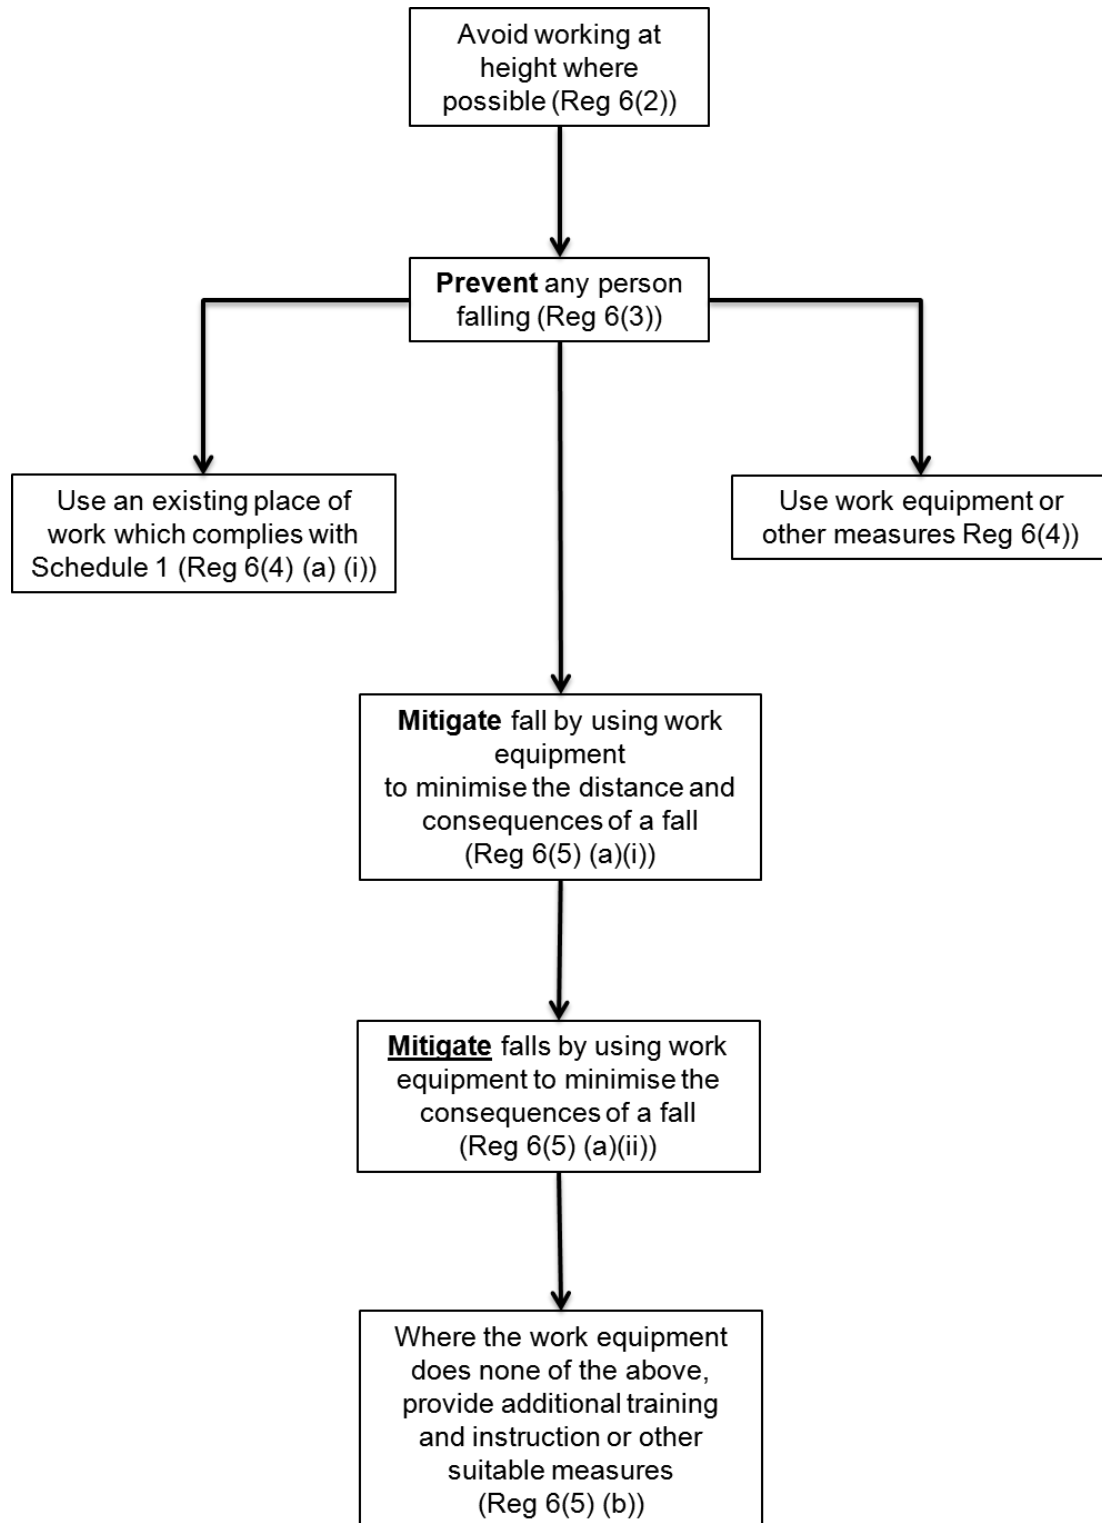 Avoid working at
height where
possible (Reg 6(2))
Prevent any person
falling (Reg 6(3))
Use an existing place of
work which complies with
Schedule 1 (Reg 6(4) (a) (i))
Use work equipment or
other measures Reg 6(4))
Mitigate fall by using work
equipment
to minimise the distance and
consequences of a fall
(Reg 6(5) (a)(i))
Mitigate falls by using work
equipment to minimise the
consequences of a fall
(Reg 6(5) (a)(ii))
Where the work equipment
does none of the above,
provide additional training
and instruction or other
suitable measures
(Reg 6(5) (b))